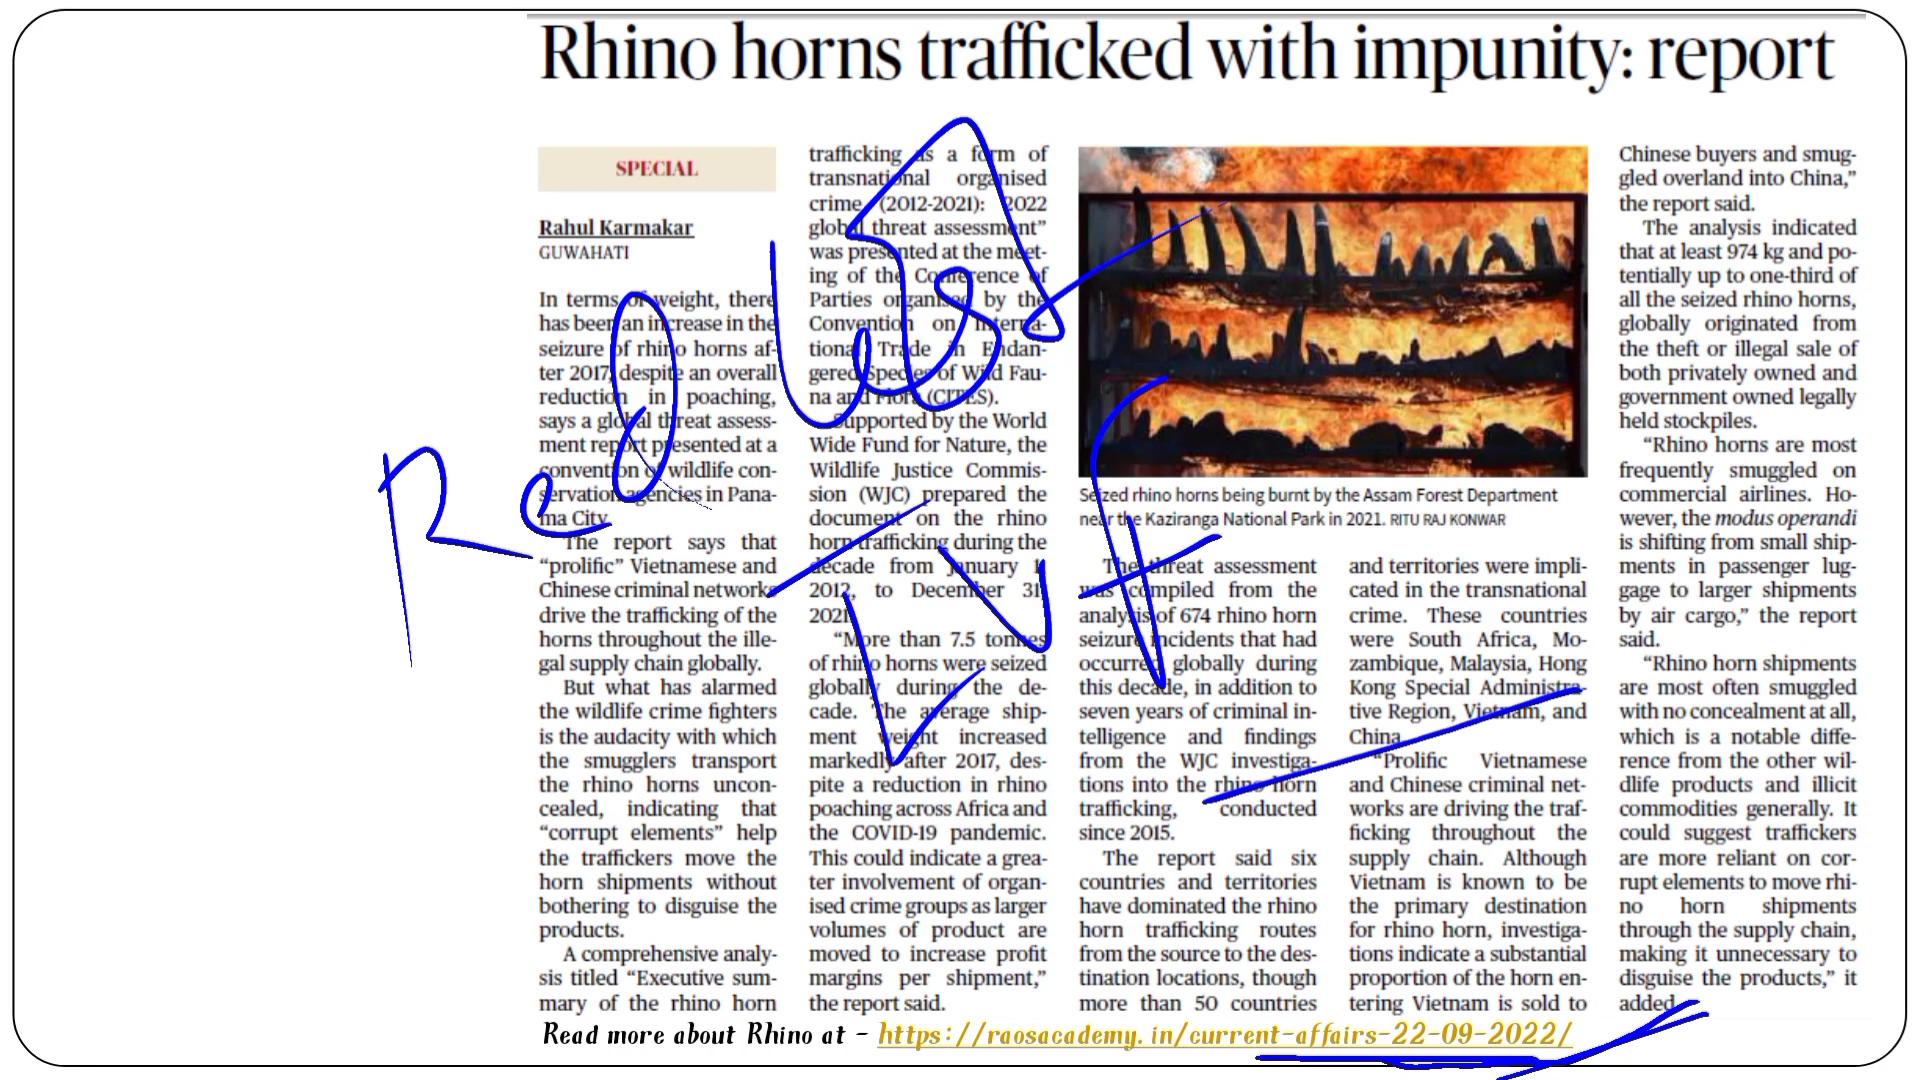 Rhino horns trafficked with impunity: report
SPECIAL
Rahul Karmakar
GUWAHATI
In terms of weight, there
has been an increase in the
seizure of rhino horns af-
ter 2017, despite an overall
reduction in poaching,
says a global threat assess-
ment report presented at a
convention of wildlife con-
servation agencies in Pana-
ma City.
The report says that
“prolific” Vietnamese and
Chinese criminal networks
drive the trafficking of the
horns throughout the ille-
gal supply chain globally.
But what has alarmed
the wildlife crime fighters
is the audacity with which
the smugglers transport
the rhino horns uncon-
cealed, indicating that
“corrupt elements” help
the traffickers move the
horn shipments without
bothering to disguise the
products.
A comprehensive analy-
sis titled “Executive sum-
mary of the rhino horn
trafficking as a form of
transnational organised
crime (2012-2021): 2022
global threat assessment”
was presented at the meet-
ing of the Conference of
Parties organised by the
Convention on Interna-
tional Trade in Endan-
gered Species of Wild Fau-
na and Flora (CITES).
Supported by the World
Wide Fund for Nature, the
Wildlife Justice Commis-
sion (WJC) prepared the
document on the rhino
horn trafficking during the
decade from January 1,
2012, to December 31,
2021.
“More than 7.5 tonnes
of rhino horns were seized
globally during the de-
cade. The average ship-
ment weight increased
markedly after 2017, des-
pite a reduction in rhino
poaching across Africa and
the COVID-19 pandemic.
This could indicate a grea-
ter involvement of organ-
ised crime groups as larger
volumes of product are
moved to increase profit
margins per shipment,”
the report said.
Seized rhino horns being burnt by the Assam Forest Department
near the Kaziranga National Park in 2021. RITU RAJ KONWAR
The threat assessment
was compiled from the
analysis of 674 rhino horn
seizure incidents that had
occurred globally during
this decade, in addition to
seven years of criminal in-
telligence and findings
from the WJC investiga-
tions into the rhino horn
trafficking, conducted
since 2015.
The report said six
countries and territories
have dominated the rhino
horn trafficking routes
from the source to the des-
tination locations, though
more than 50 countries
and territories were impli-
cated in the transnational
crime. These countries
were South Africa, Mo-
zambique, Malaysia, Hong
Kong Special Administra-
tive Region, Vietnam, and
China.
“Prolific Vietnamese
and Chinese criminal net-
works are driving the traf-
ficking throughout the
supply chain. Although
Vietnam is known to be
the primary destination
for rhino horn, investiga-
tions indicate a substantial
proportion of the horn en-
tering Vietnam is sold to
Chinese buyers and smug-
gled overland into China,”
the report said.
The analysis indicated
that at least 974 kg and po-
tentially up to one-third of
all the seized rhino horns,
globally originated from
the theft or illegal sale of
both privately owned and
government owned legally
held stockpiles.
“Rhino horns are most
frequently smuggled on
commercial airlines. Ho-
wever, the modus operandi
is shifting from small ship-
ments in passenger lug-
gage to larger shipments
by air cargo,” the report
said.
“Rhino horn shipments
are most often smuggled
with no concealment at all,
which is a notable diffe-
rence from the other wil-
dlife products and illicit
commodities generally. It
could suggest traffickers
are more reliant on cor-
rupt elements to move rhi-
no horn shipments
through the supply chain,
making it unnecessary to
disguise the products,” it
added.
Read more about Rhino at - https://raosacademy.in/current-affairs-22-09-2022/